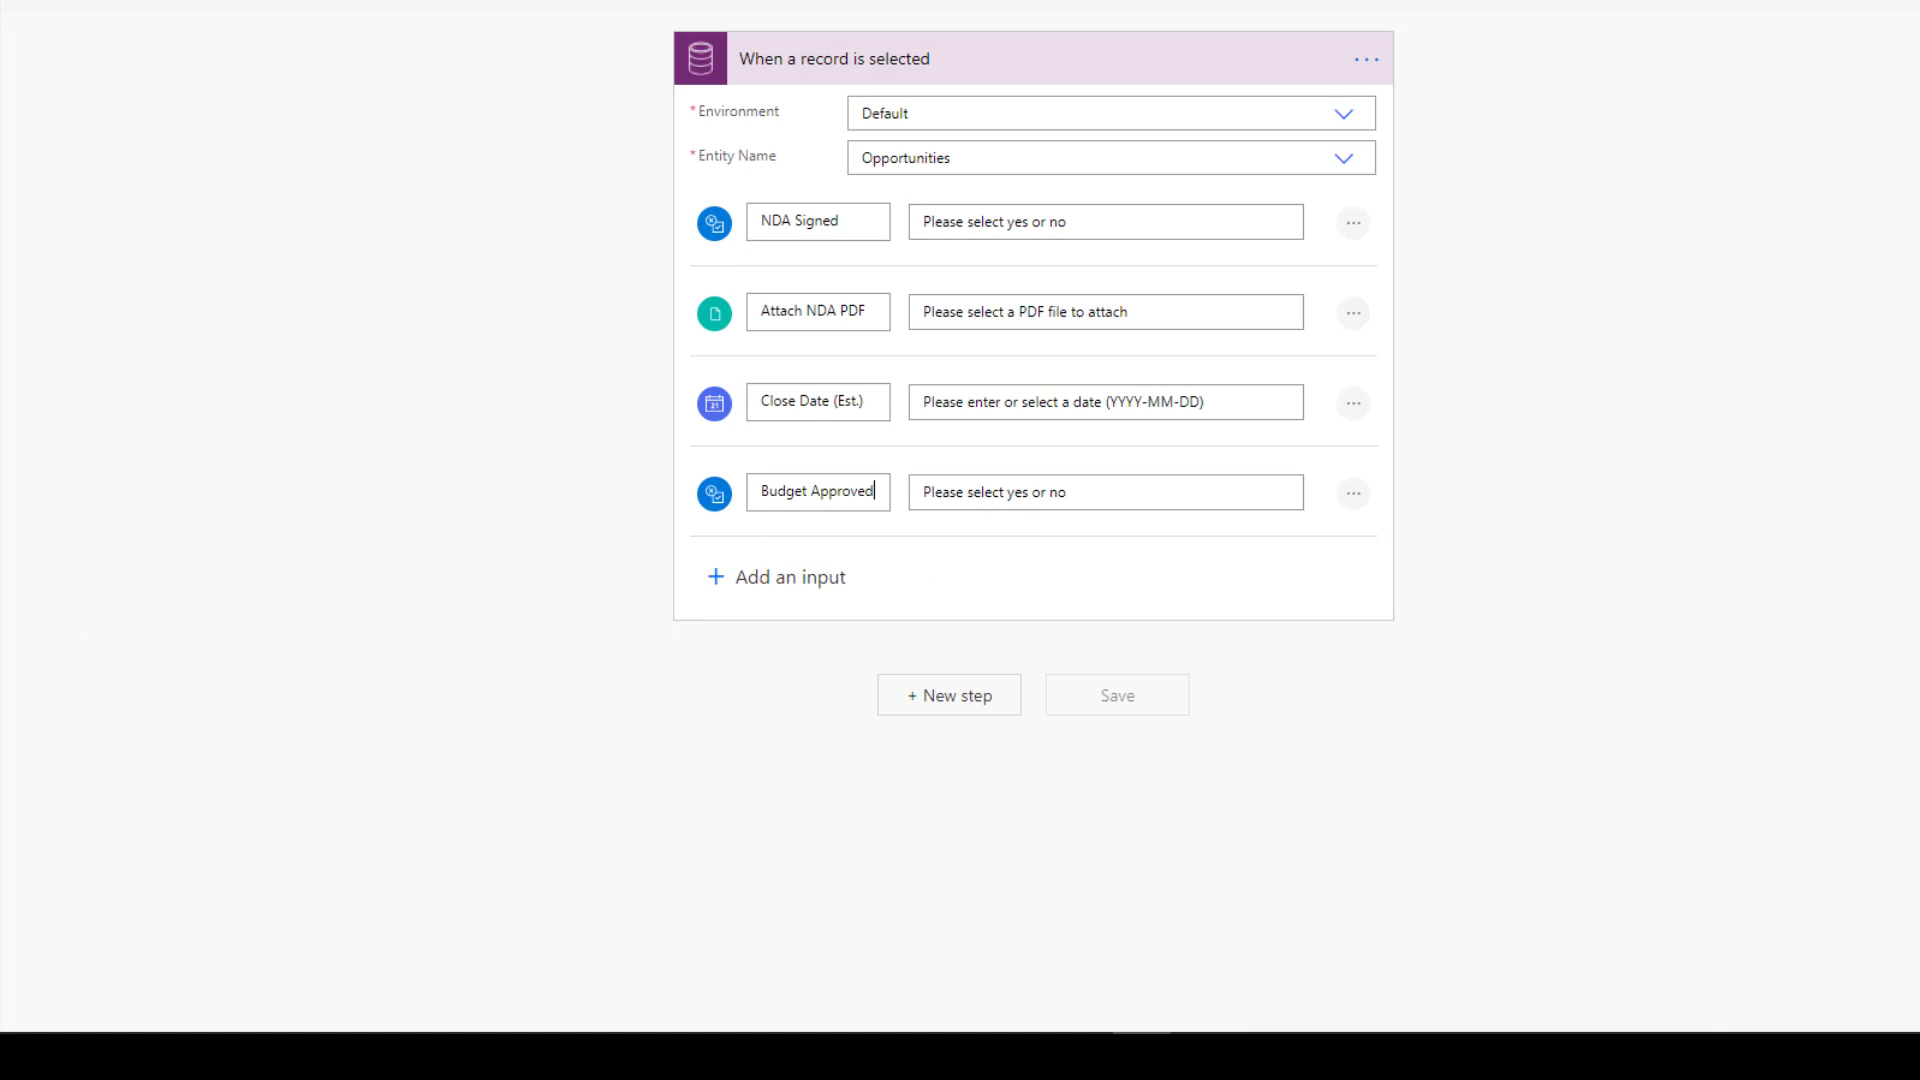 When a record is selected
* Environment
Default
* Entity Name
Opportunities
NDA Signed
Please select yes or no
Attach NDA PDF
Please select a PDF file to attach
21
Close Date (Est.)
Please enter or select a date (YYYY-MM-DD)
Budget Approved
Please select yes or no
+ Add an input
+ New step
Save